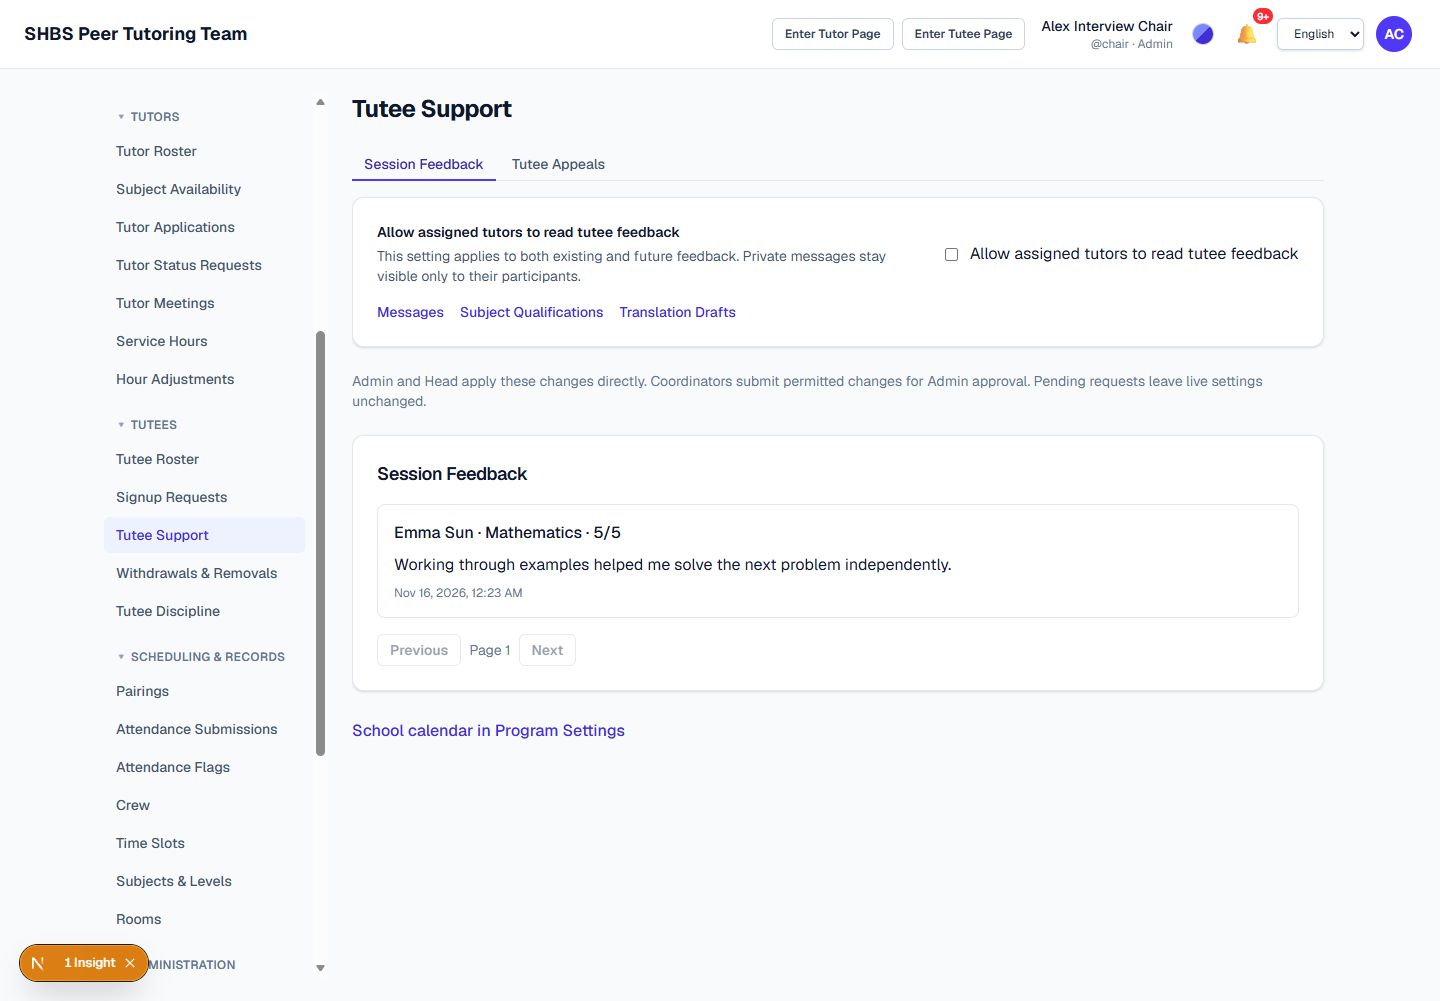 SHBS Peer Tutoring Team
Enter Tutor Page
Enter Tutee Page
Alex Interview Chair
@chair · Admin
9+
English
AC
TUTORS
Tutor Roster
Subject Availability
Tutor Applications
Tutor Status Requests
Tutor Meetings
Service Hours
Hour Adjustments
TUTEES
Tutee Roster
Signup Requests
Tutee Support
Withdrawals & Removals
Tutee Discipline
SCHEDULING & RECORDS
Pairings
Attendance Submissions
Attendance Flags
Crew
Time Slots
Subjects & Levels
Rooms
MINISTRATION
1 Insight
Tutee Support
Session Feedback
Tutee Appeals
Allow assigned tutors to read tutee feedback
This setting applies to both existing and future feedback. Private messages stay
visible only to their participants.
Allow assigned tutors to read tutee feedback
Messages
Subject Qualifications
Translation Drafts
Admin and Head apply these changes directly. Coordinators submit permitted changes for Admin approval. Pending requests leave live settings
unchanged.
Session Feedback
Emma Sun · Mathematics · 5/5
Working through examples helped me solve the next problem independently.
Nov 16, 2026, 12:23 AM
Previous
Page 1
Next
School calendar in Program Settings